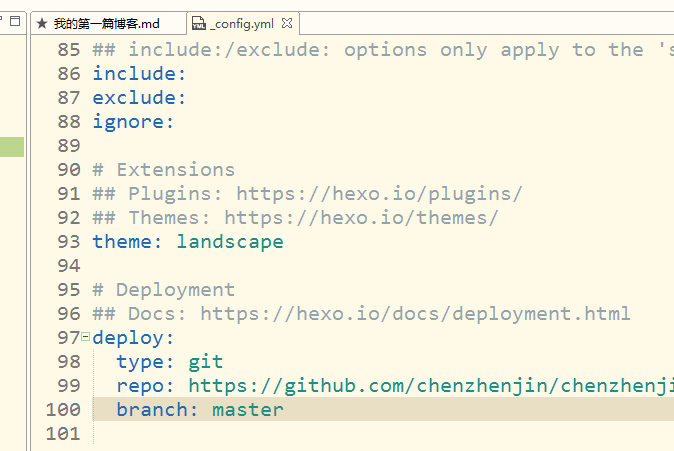 我的第一篇博客.md _config.yml
85 ## include:/exclude: options only apply to the 's
86 include:
87 exclude:
88 ignore:
89
90 # Extensions
91 ## Plugins: https://hexo.io/plugins/
92 ## Themes: https://hexo.io/themes/
93 theme: landscape
94
95 # Deployment
96 ## Docs: https://hexo.io/docs/deployment.html
97 deploy:
98 type: git
99 repo: https://github.com/chenzhenjin/chenzhenji
100 branch: master
101